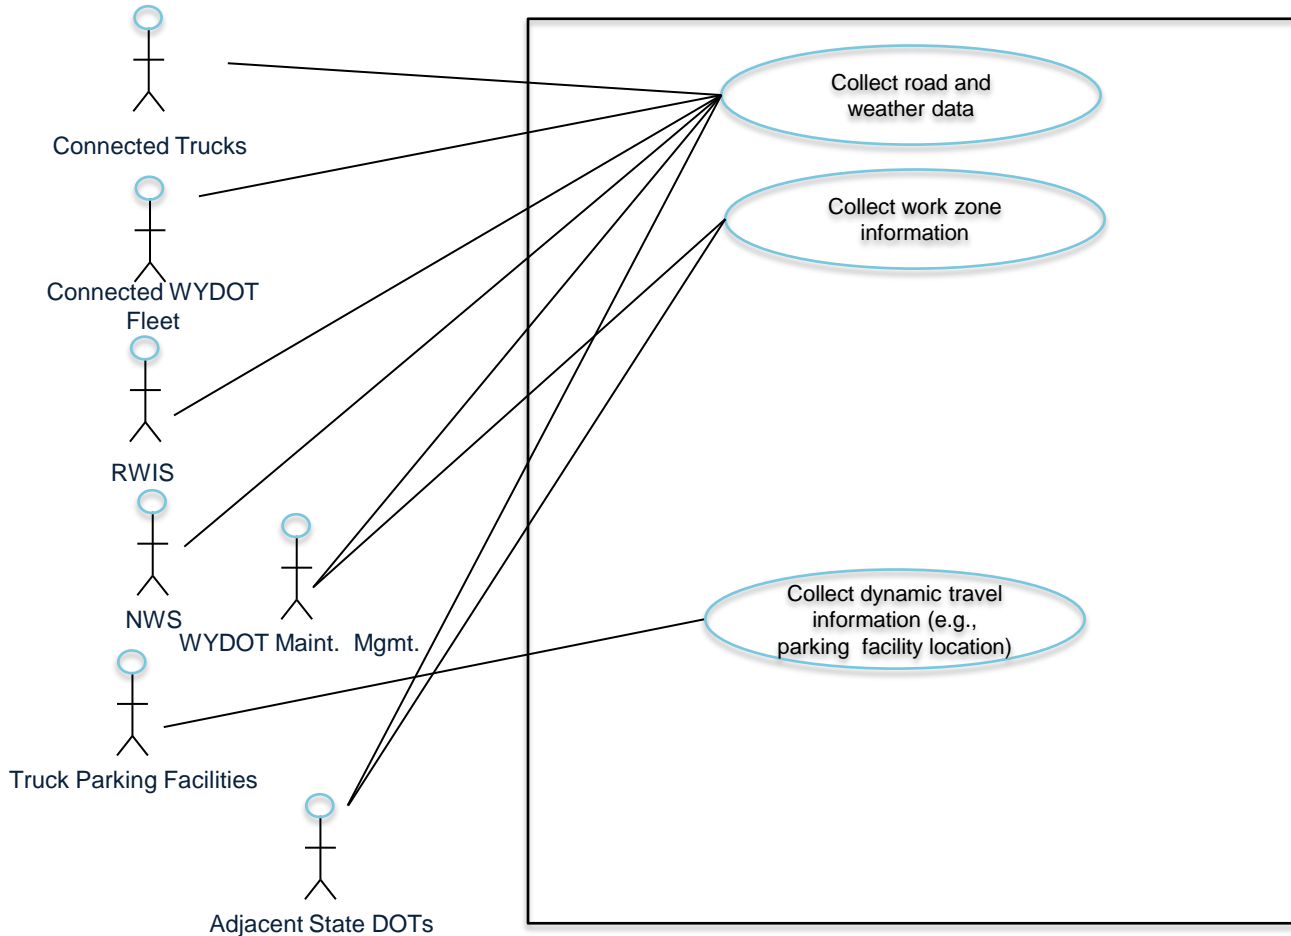 Connected Trucks
Connected WYDOT
Fleet
RWIS
NWS
WYDOT Maint.  Mgmt.
Truck Parking Facilities
Adjacent State DOTs
Collect road and
weather data
Collect work zone
information
Collect dynamic travel
information (e.g.,
parking  facility location)